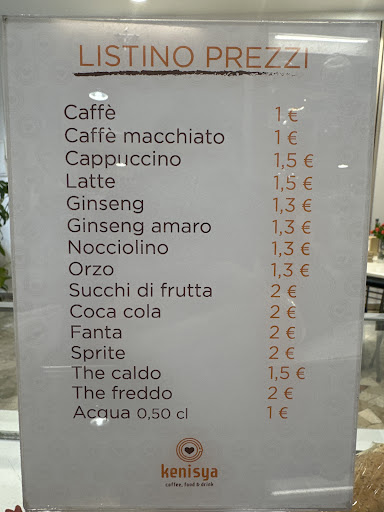 LISTINO PREZZI
Caffè 1 €
Caffè macchiato 1 €
Cappuccino 1,5 €
Latte 1,5 €
Ginseng 1,3 €
Ginseng amaro 1,3 €
Nocciolino 1,3 €
Orzo 1,3 €
Succhi di frutta 2 €
Coca cola 2 €
Fanta 2 €
Sprite 2 €
The caldo 1,5 €
The freddo 2 €
Acqua 0,50 cl 1 €
kenisya
coffee, food & drink